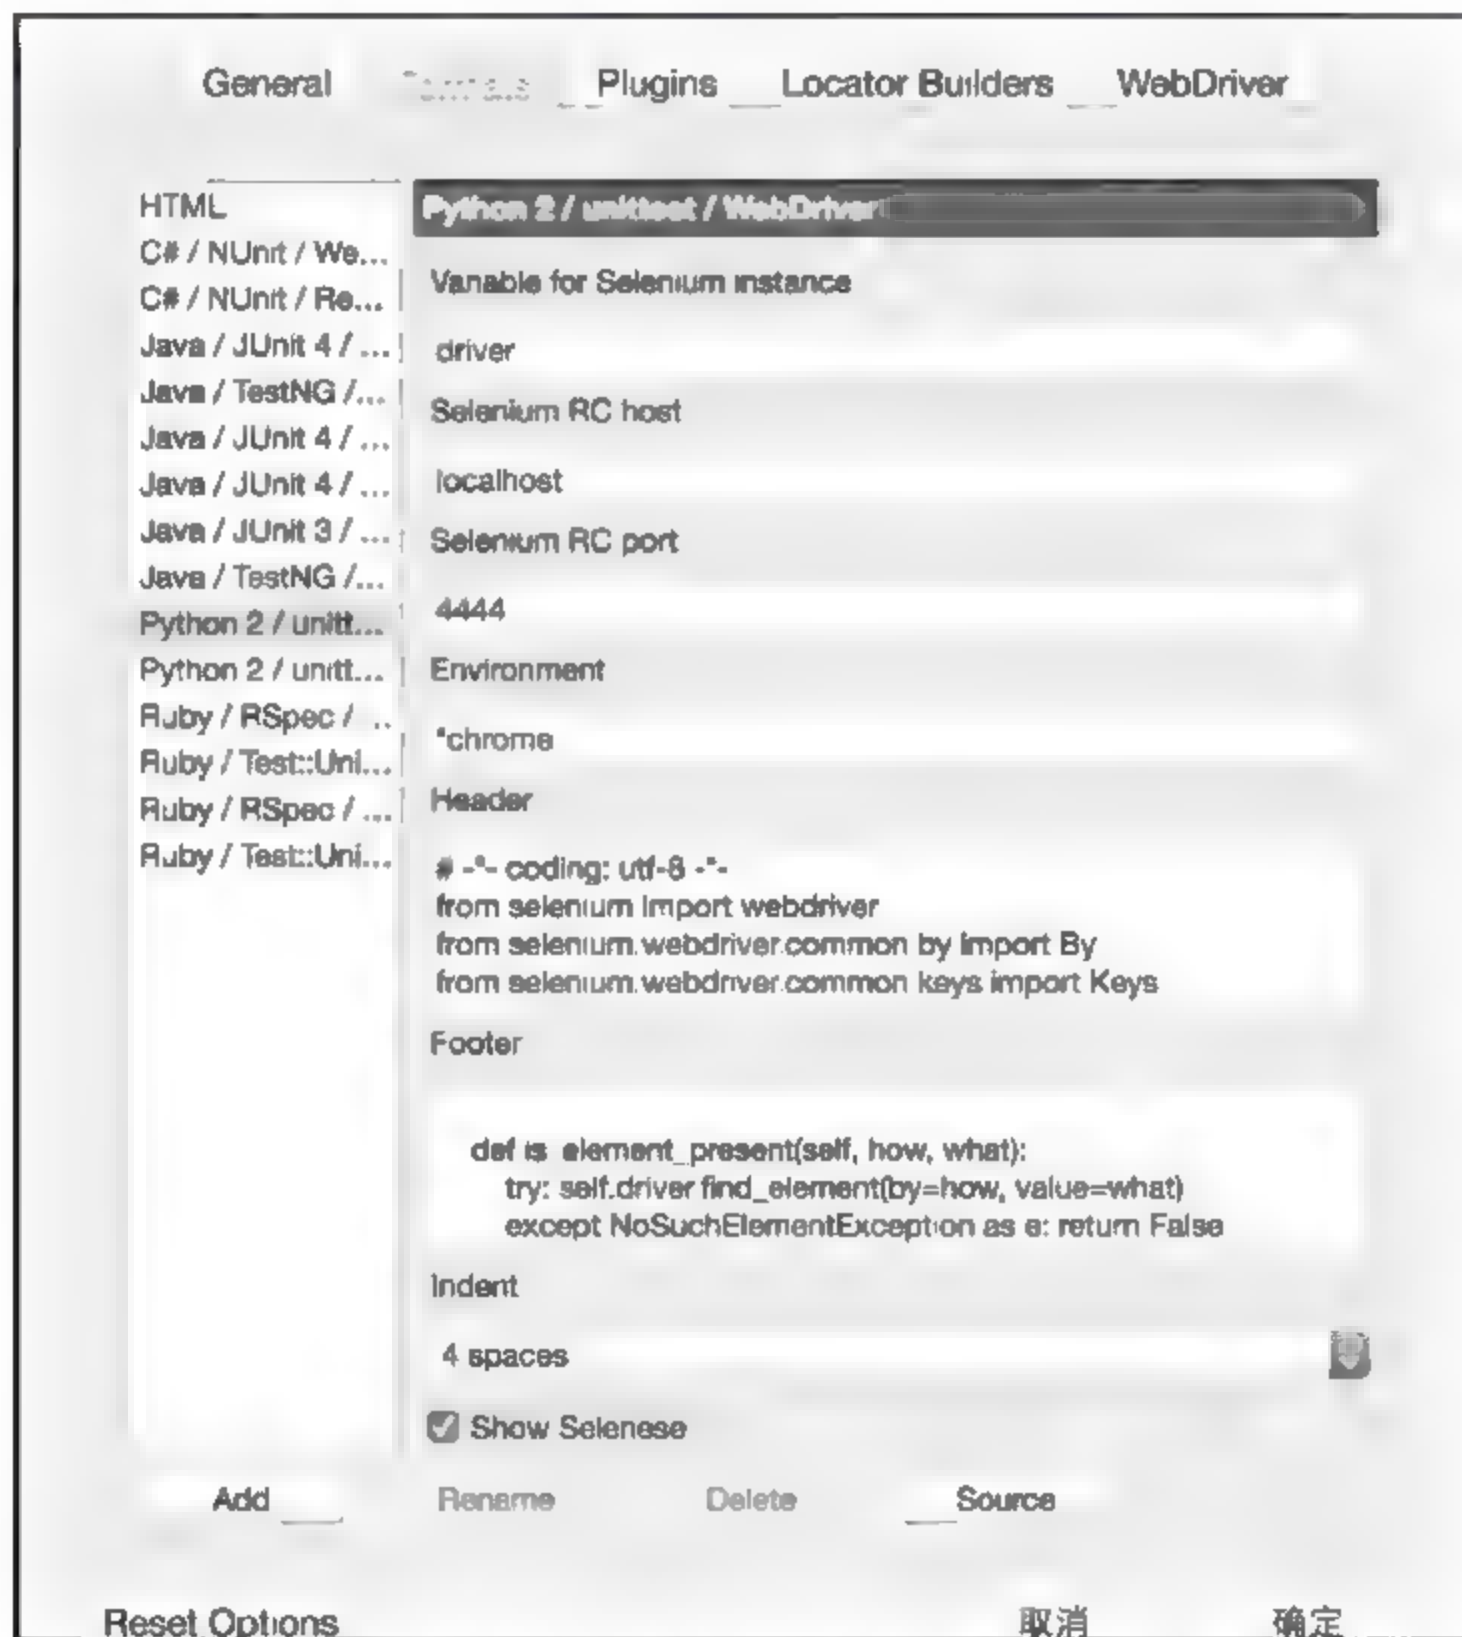 General Formats Plugins Locator Builders WebDriver
HTML
C# / NUnit / We...
C# / NUnit / Re...
Java / JUnit 4 / ...
Java / TestNG /...
Java / JUnit 4 / ...
Java / JUnit 4 / ...
Java / JUnit 3 / ...
Java / TestNG /...
Python 2 / unitt...
Python 2 / unitt...
Ruby / RSpec / ...
Ruby / Test::Uni...
Ruby / RSpec / ...
Ruby / Test::Uni...
Python 2 / unittest / WebDriver
Variable for Selenium instance
driver
Selenium RC host
localhost
Selenium RC port
4444
Environment
*chrome
Header
# -*- coding: utf-8 -*-
from selenium import webdriver
from selenium.webdriver.common.by import By
from selenium.webdriver.common.keys import Keys
Footer
def is_element_present(self, how, what):
try: self.driver.find_element(by=how, value=what)
except NoSuchElementException as e: return False
Indent
4 spaces
Show Selenese
Add Rename Delete Source
Reset Options 取消 确定